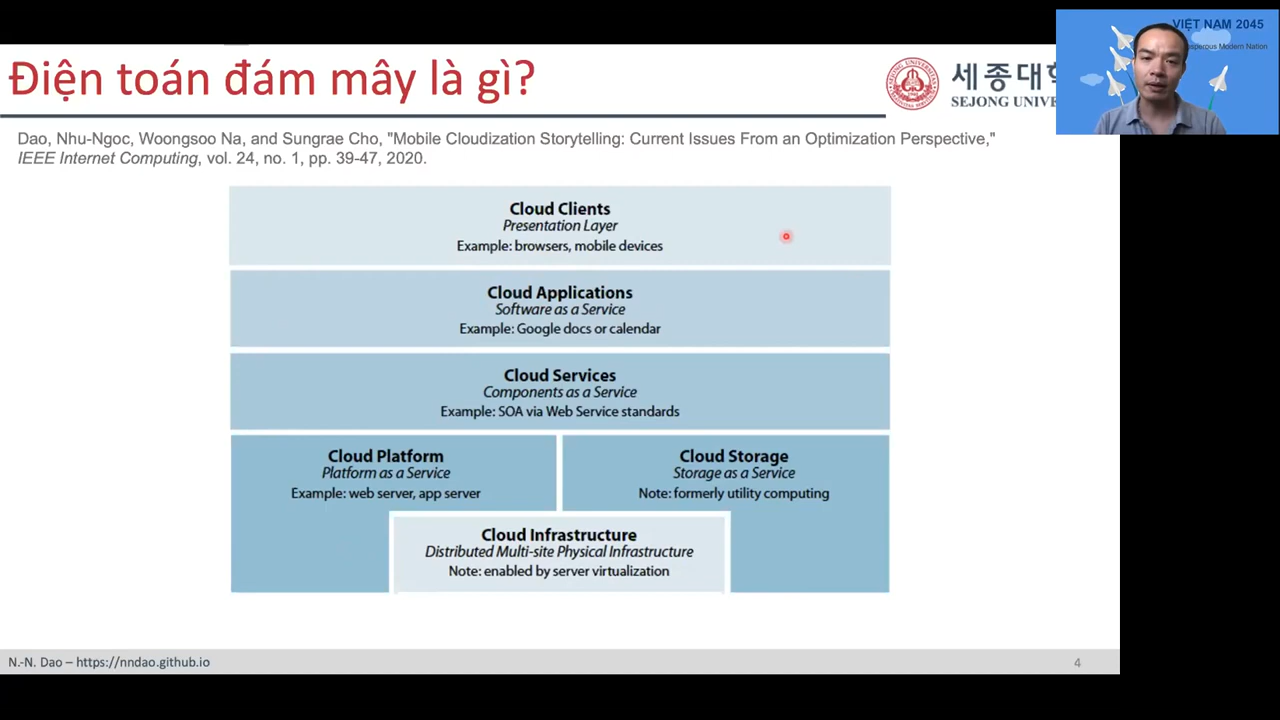 Điện toán đám mây là gì?
세종대
SEJONG UNIVE
VIỆT NAM 2045
sperous Modern Nation
Dao, Nhu-Ngoc, Woongsoo Na, and Sungrae Cho, "Mobile Cloudization Storytelling: Current Issues From an Optimization Perspective,"
IEEE Internet Computing, vol. 24, no. 1, pp. 39-47, 2020.
Cloud Clients
Presentation Layer
Example: browsers, mobile devices
Cloud Applications
Software as a Service
Example: Google docs or calendar
Cloud Services
Components as a Service
Example: SOA via Web Service standards
Cloud Platform
Platform as a Service
Example: web server, app server
Cloud Storage
Storage as a Service
Note: formerly utility computing
Cloud Infrastructure
Distributed Multi-site Physical Infrastructure
Note: enabled by server virtualization
N.-N. Dao – https://nndao.github.io
4